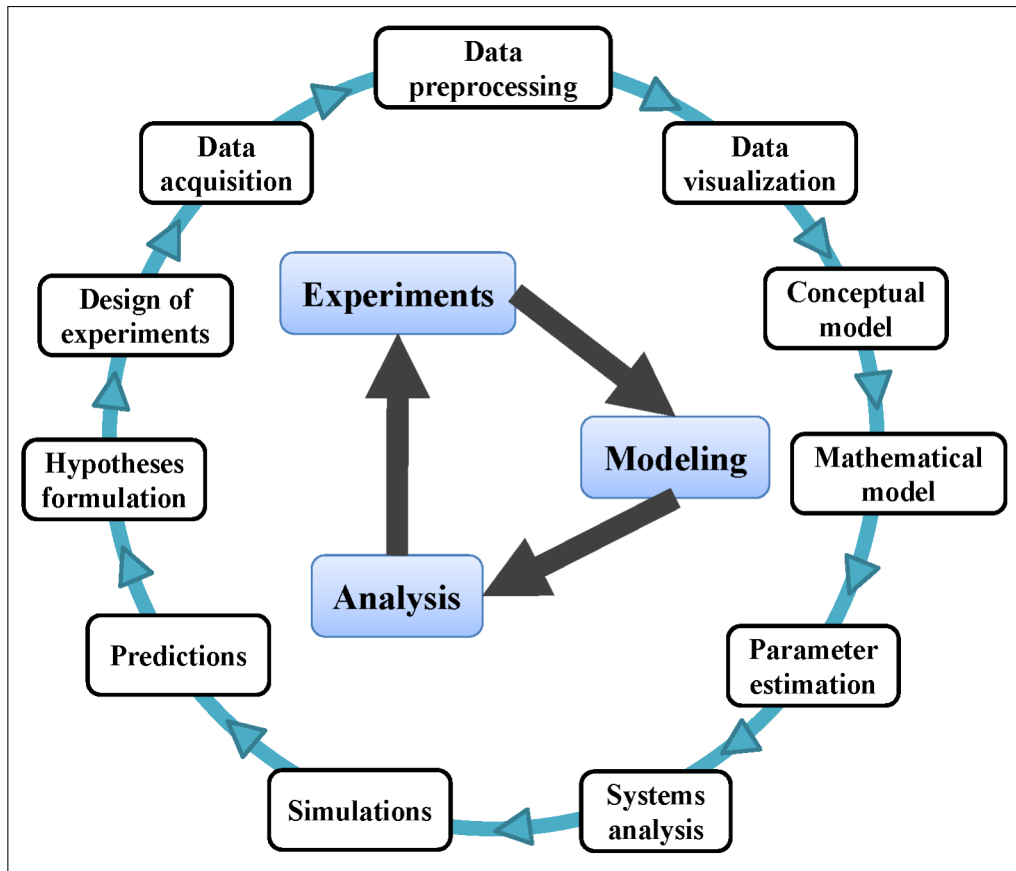 Data
preprocessing
Data
visualization
Conceptual
model
Mathematical
model
Parameter
estimation
Systems
analysis
Simulations
Predictions
Hypotheses
formulation
Design of
experiments
Data
acquisition
Experiments
Modeling
Analysis